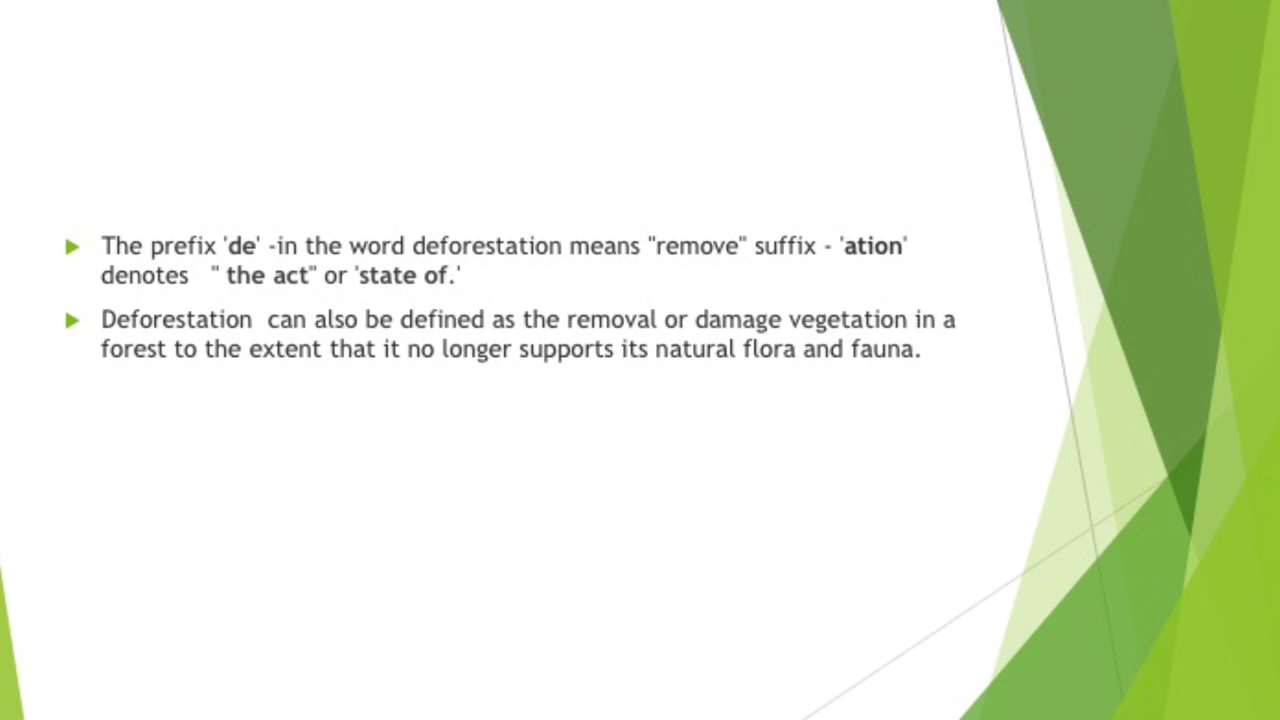 The prefix 'de' -in the word deforestation means "remove" suffix - 'ation'
denotes   " the act" or 'state of.'
Deforestation  can also be defined as the removal or damage vegetation in a
forest to the extent that it no longer supports its natural flora and fauna.